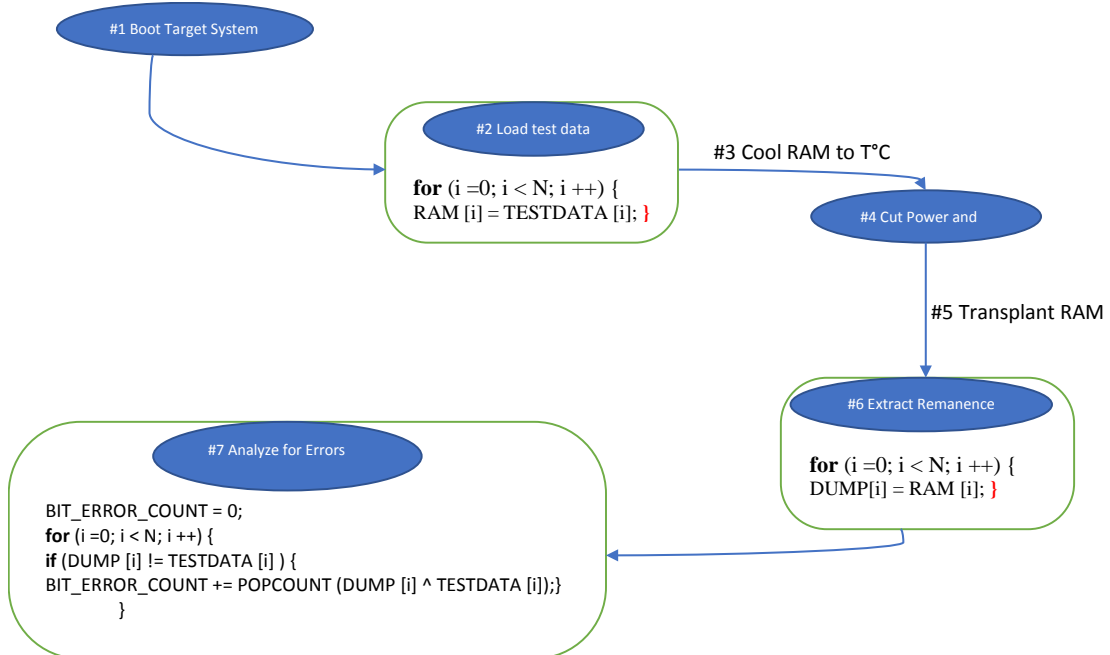 #1 Boot Target System
#2 Load test data
for (i =0; i < N; i ++) {
RAM [i] = TESTDATA [i]; }
#3 Cool RAM to T°C
#4 Cut Power and
#5 Transplant RAM
#6 Extract Remanence
for (i =0; i < N; i ++) {
DUMP[i] = RAM [i]; }
#7 Analyze for Errors
BIT_ERROR_COUNT = 0;
for (i =0; i < N; i ++) {
if (DUMP [i] != TESTDATA [i] ) {
BIT_ERROR_COUNT += POPCOUNT (DUMP [i] ^ TESTDATA [i]);}
}